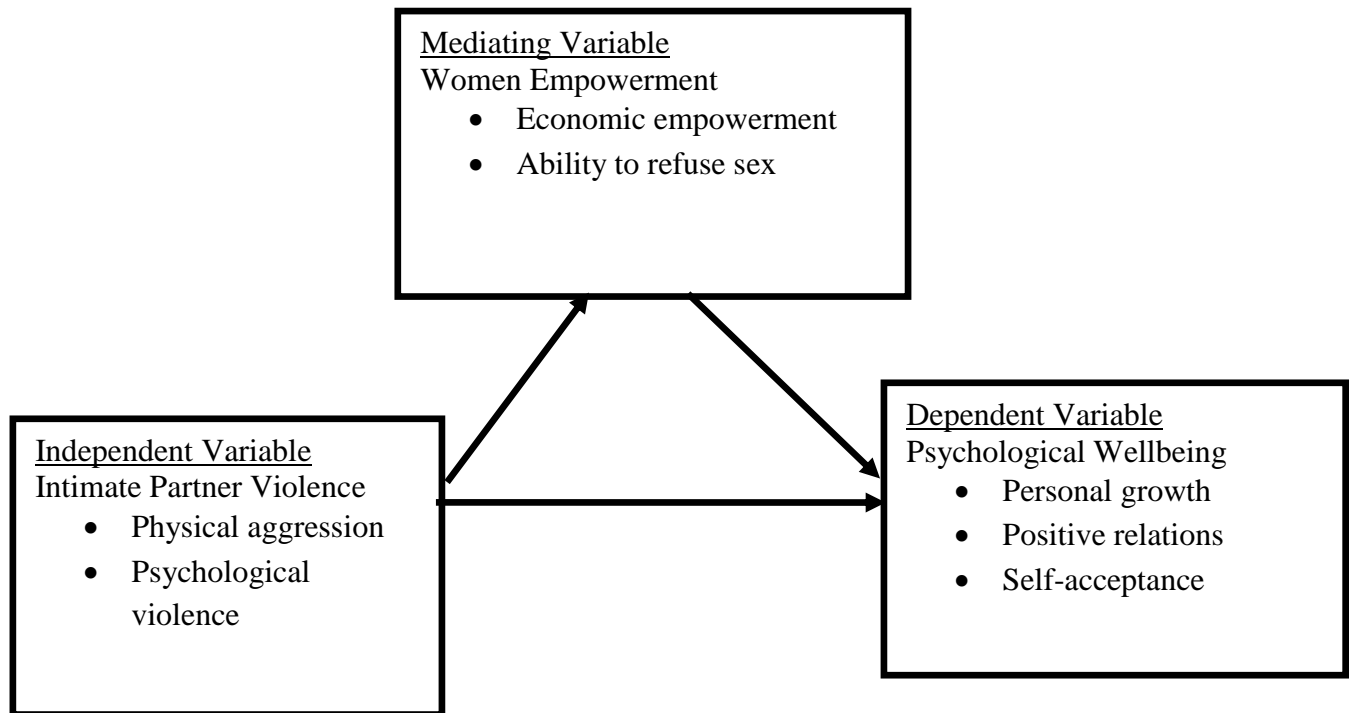 Mediating Variable
Women Empowerment
• Economic empowerment
• Ability to refuse sex
Independent Variable
Intimate Partner Violence
• Physical aggression
• Psychological
violence
Dependent Variable
Psychological Wellbeing
• Personal growth
• Positive relations
• Self-acceptance